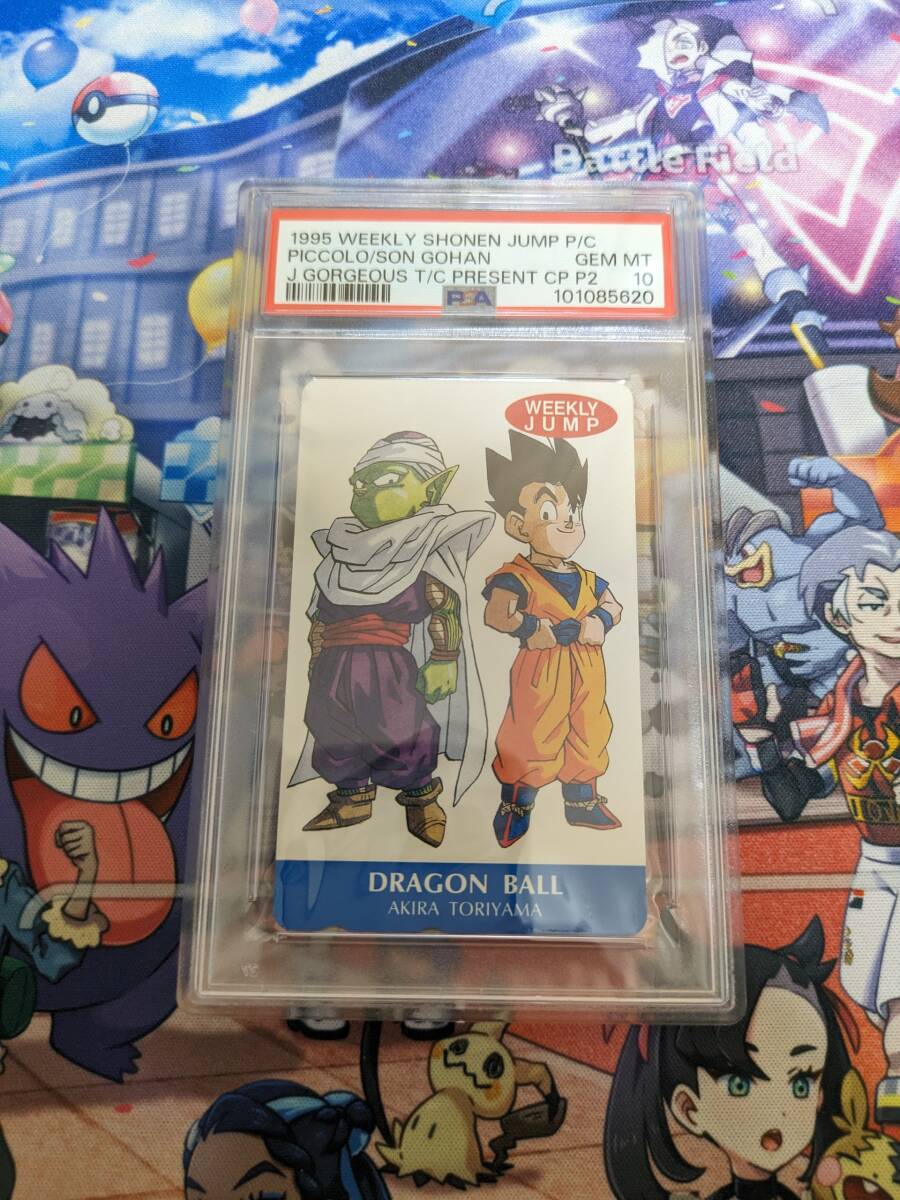 Battle Field
1995 WEEKLY SHONEN JUMP P/C
PICCOLO/SON GOHAN GEM MT
J GORGEOUS T/C PRESENT CP P2 10
PSA 101085620
WEEKLY
JUMP
DRAGON BALL
AKIRA TORIYAMA